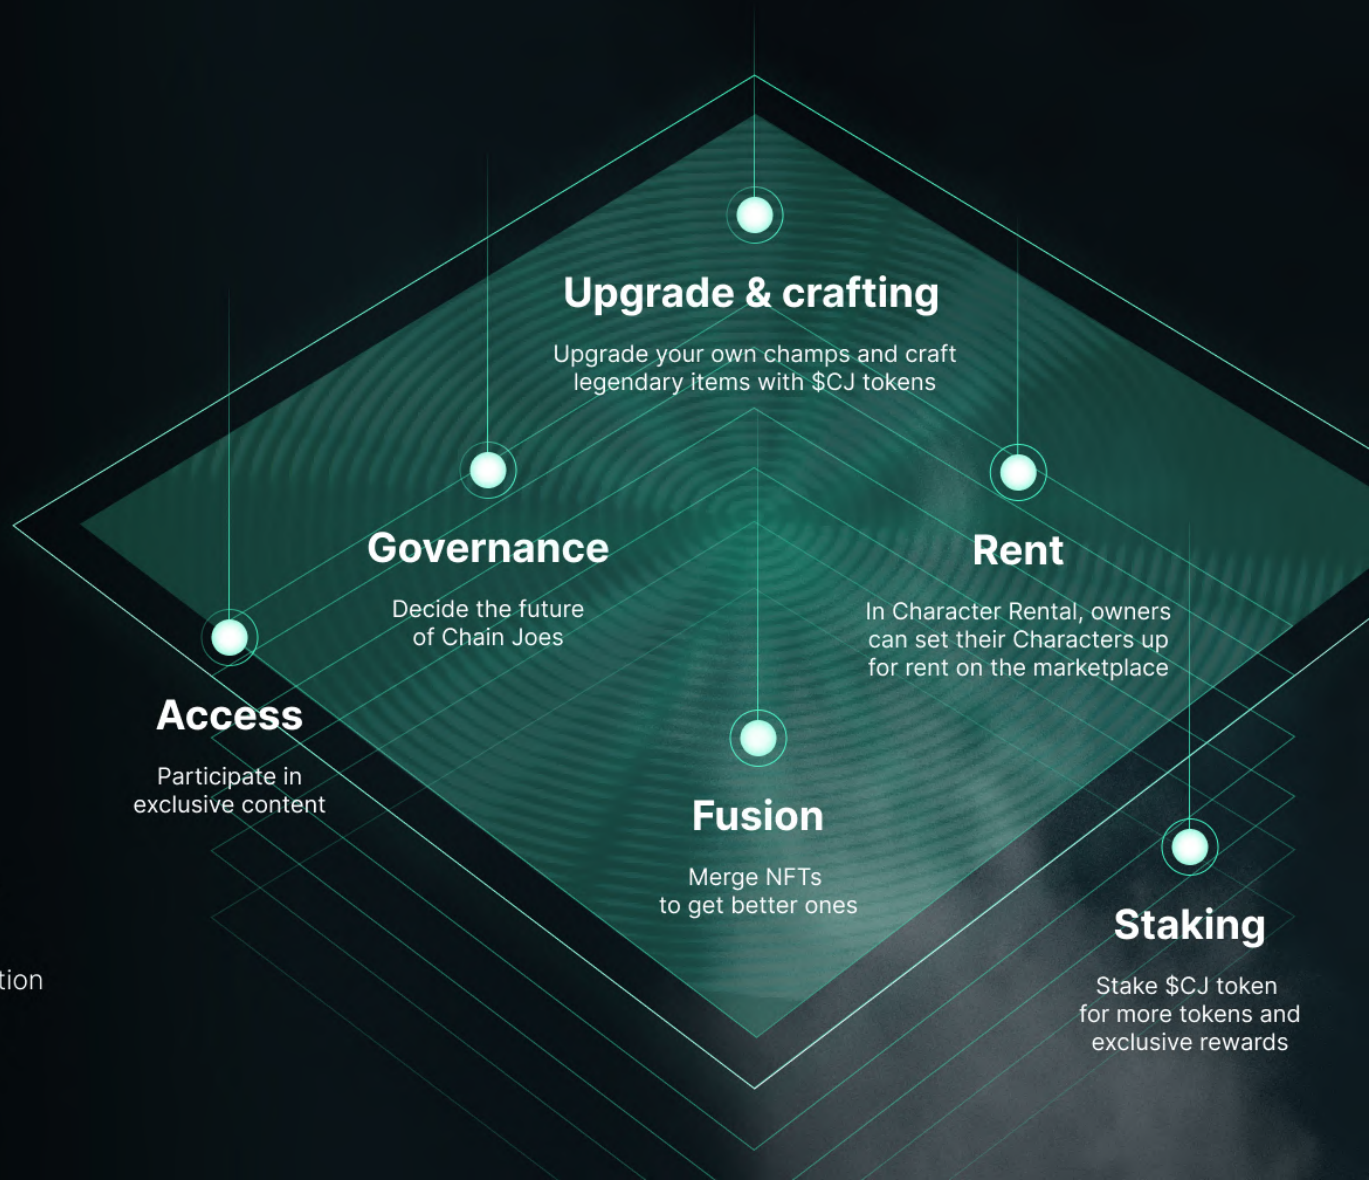 Upgrade & crafting
Upgrade your own champs and craft
legendary items with $CJ tokens
Governance
Decide the future
of Chain Joes
Rent
In Character Rental, owners
can set their Characters up
for rent on the marketplace
Access
Participate in
exclusive content
Fusion
Merge NFTs
to get better ones
Staking
Stake $CJ token
for more tokens and
exclusive rewards
tion